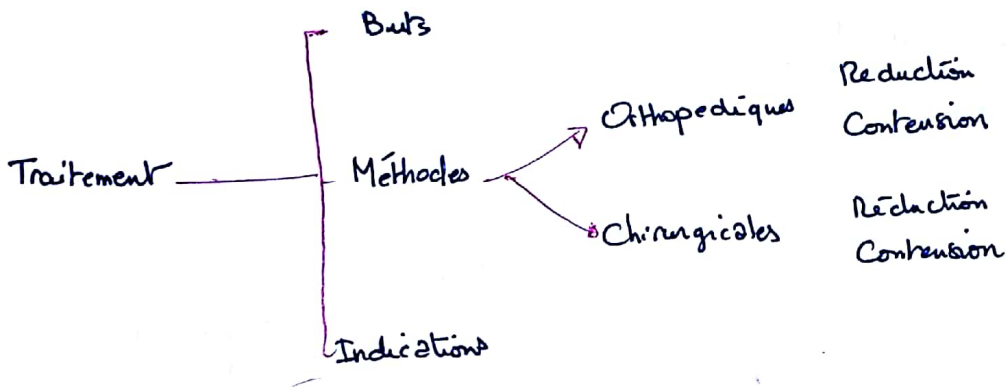 Buts
Traitement
Méthodes
Orthopediques
Reduction
Contension
Chirurgicales
Réduction
Contension
Indications